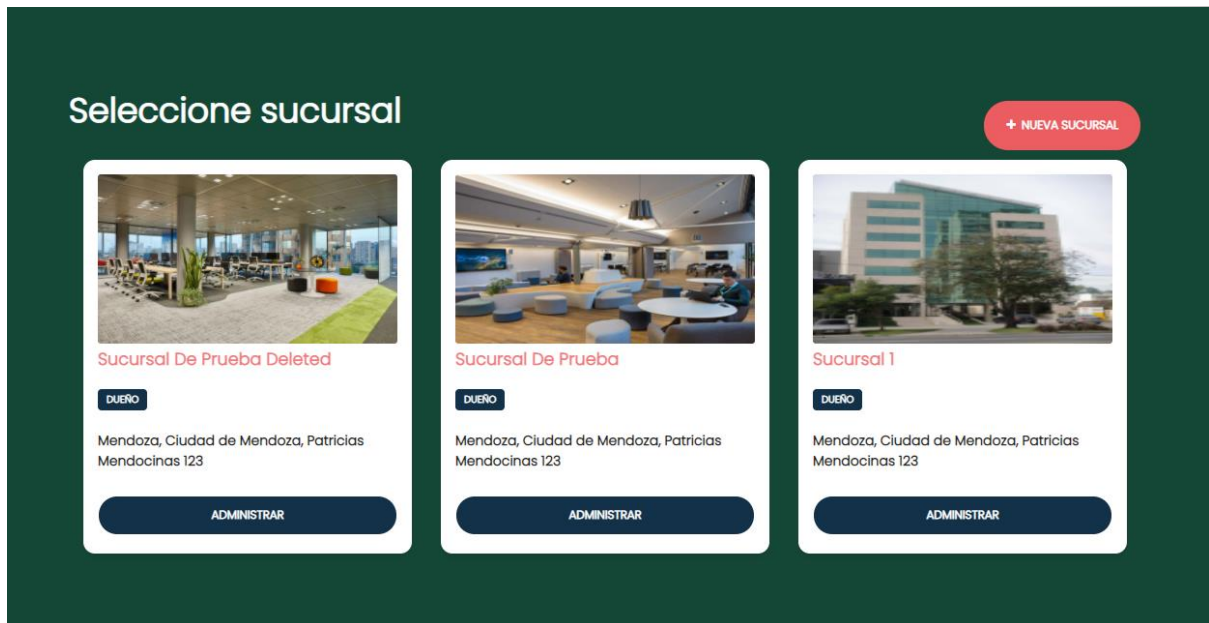 Seleccione sucursal
+ NUEVA SUCURSAL
Sucursal De Prueba Deleted
DUEÑO
Mendoza, Ciudad de Mendoza, Patricias
Mendocinas 123
ADMINISTRAR
Sucursal De Prueba
DUEÑO
Mendoza, Ciudad de Mendoza, Patricias
Mendocinas 123
ADMINISTRAR
Sucursal 1
DUEÑO
Mendoza, Ciudad de Mendoza, Patricias
Mendocinas 123
ADMINISTRAR